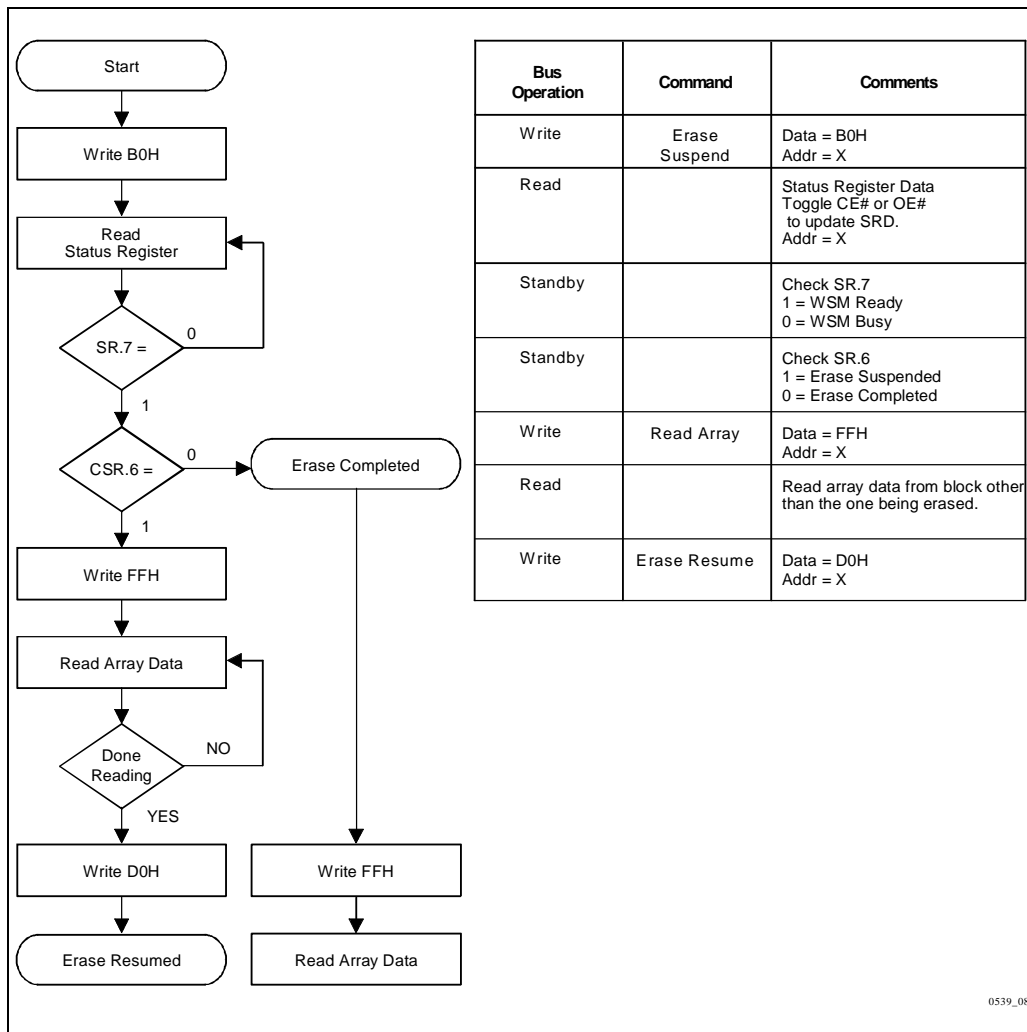 Start
Write B0H
Read
Status Register
SR.7 =
0
1
CSR.6 =
0
Erase Completed
1
Write FFH
Read Array Data
Done
Reading
NO
YES
Write D0H
Write FFH
Erase Resumed
Read Array Data
Bus
Operation
Command
Comments
Write
Erase
Suspend
Data = B0H
Addr = X
Read
Status Register Data
Toggle CE# or OE#
to update SRD.
Addr = X
Standby
Check SR.7
1 = WSM Ready
0 = WSM Busy
Standby
Check SR.6
1 = Erase Suspended
0 = Erase Completed
Write
Read Array
Data = FFH
Addr = X
Read
Read array data from block other
than the one being erased.
Write
Erase Resume
Data = D0H
Addr = X
0539_08